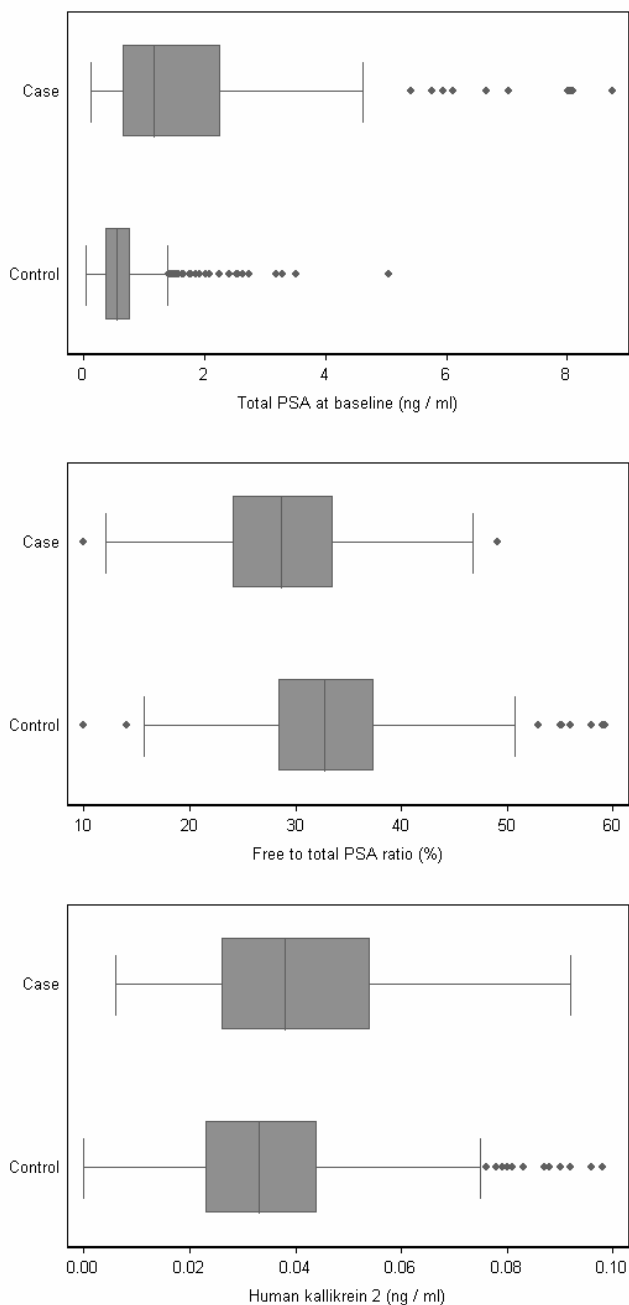 Case
Control
0 2 4 6 8
Total PSA at baseline (ng / ml)
Case
Control
10 20 30 40 50 60
Free to total PSA ratio (%)
Case
Control
0.00 0.02 0.04 0.06 0.08 0.10
Human kallikrein 2 (ng / ml)